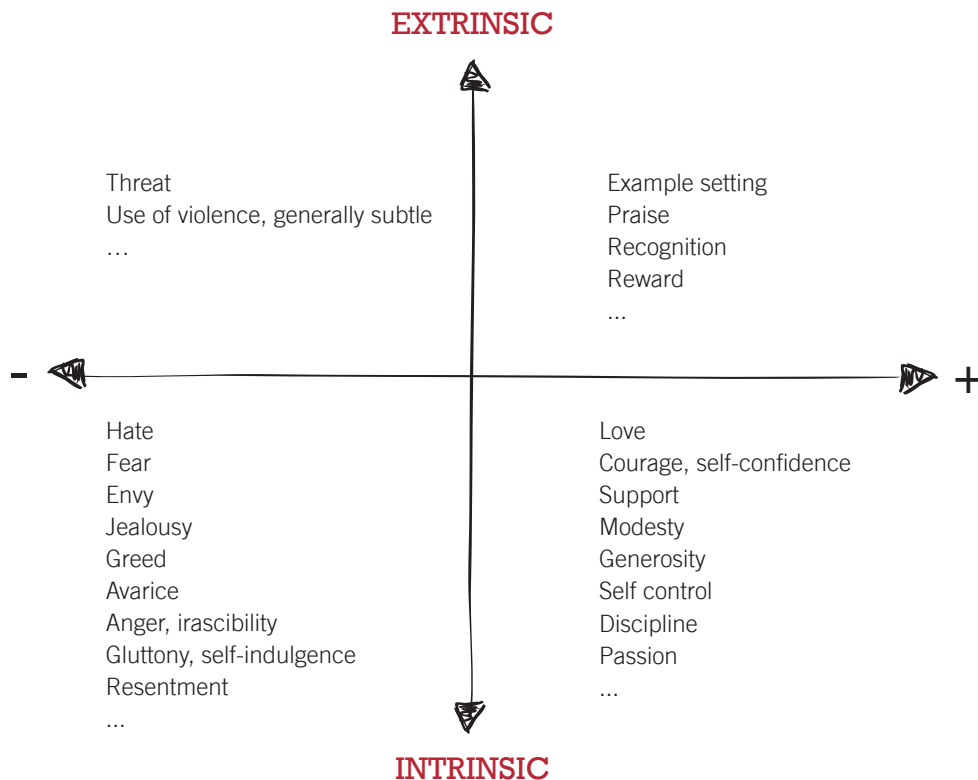 EXTRINSIC
Threat
Use of violence, generally subtle
…
Example setting
Praise
Recognition
Reward
...
-
+
Hate
Fear
Envy
Jealousy
Greed
Avarice
Anger, irascibility
Gluttony, self-indulgence
Resentment
...
Love
Courage, self-confidence
Support
Modesty
Generosity
Self control
Discipline
Passion
...
INTRINSIC